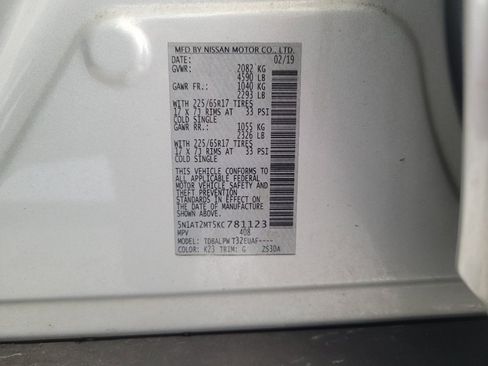 MFD BY NISSAN MOTOR CO., LTD.
DATE: 02/19
GVWR: 2082 KG
4590 LB
GAWR FR.: 1040 KG
2293 LB
WITH 225/65R17 TIRES
17 X 7J RIMS AT 33 PSI
COLD SINGLE
GAWR RR.: 1055 KG
2326 LB
WITH 225/65R17 TIRES
17 X 7J RIMS AT 33 PSI
COLD SINGLE
THIS VEHICLE CONFORMS TO
ALL APPLICABLE FEDERAL
MOTOR VEHICLE SAFETY AND
THEFT PREVENTION
STANDARDS IN EFFECT ON
THE DATE OF MANUFACTURE
SHOWN ABOVE.
5N1AT2MT5KC781123
MPV 408
MODEL: TDBALPW T32EUAF----
COLOR: K23 TRIM: G 2S3DA